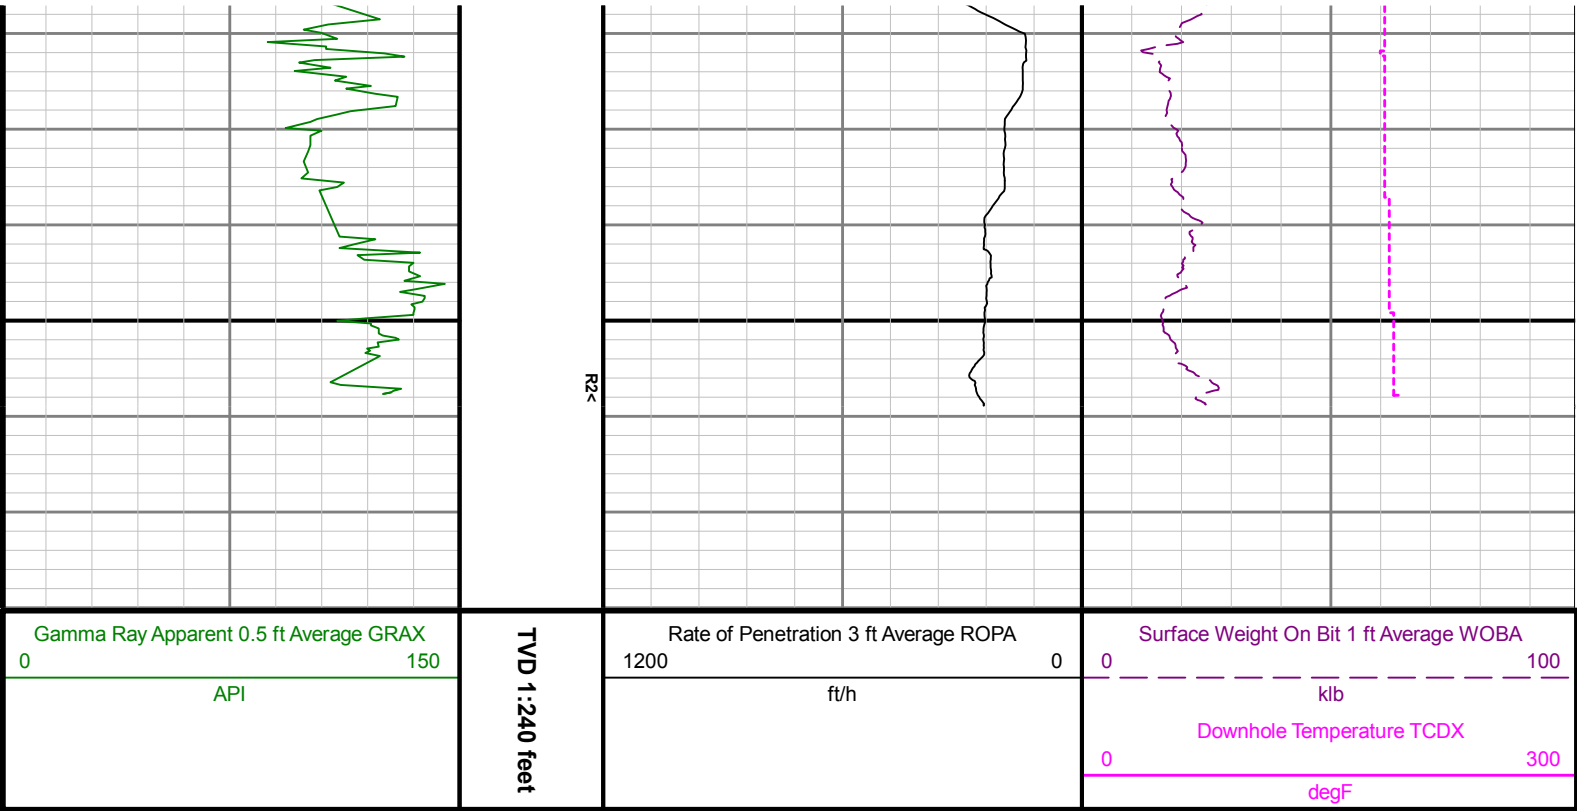 R2<
Gamma Ray Apparent 0.5 ft Average GRAX
0 150
API
TVD 1:240 feet
Rate of Penetration 3 ft Average ROPA
1200 0
ft/h
Surface Weight On Bit 1 ft Average WOBA
0 100
klb
Downhole Temperature TCDX
0 300
degF